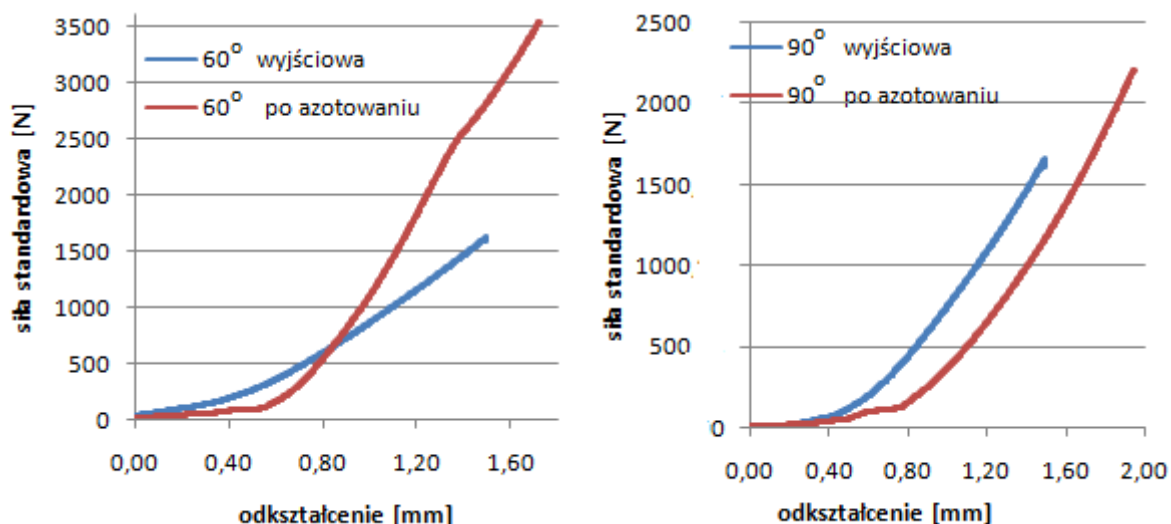 siła standardowa [N]
3500
3000
2500
2000
1500
1000
500
0
60° wyjściowa
60° po azotowaniu
0,00 0,40 0,80 1,20 1,60
odkształcenie [mm]
siła standardowa [N]
2500
2000
1500
1000
500
0
90° wyjściowa
90° po azotowaniu
0,00 0,40 0,80 1,20 1,60 2,00
odkształcenie [mm]